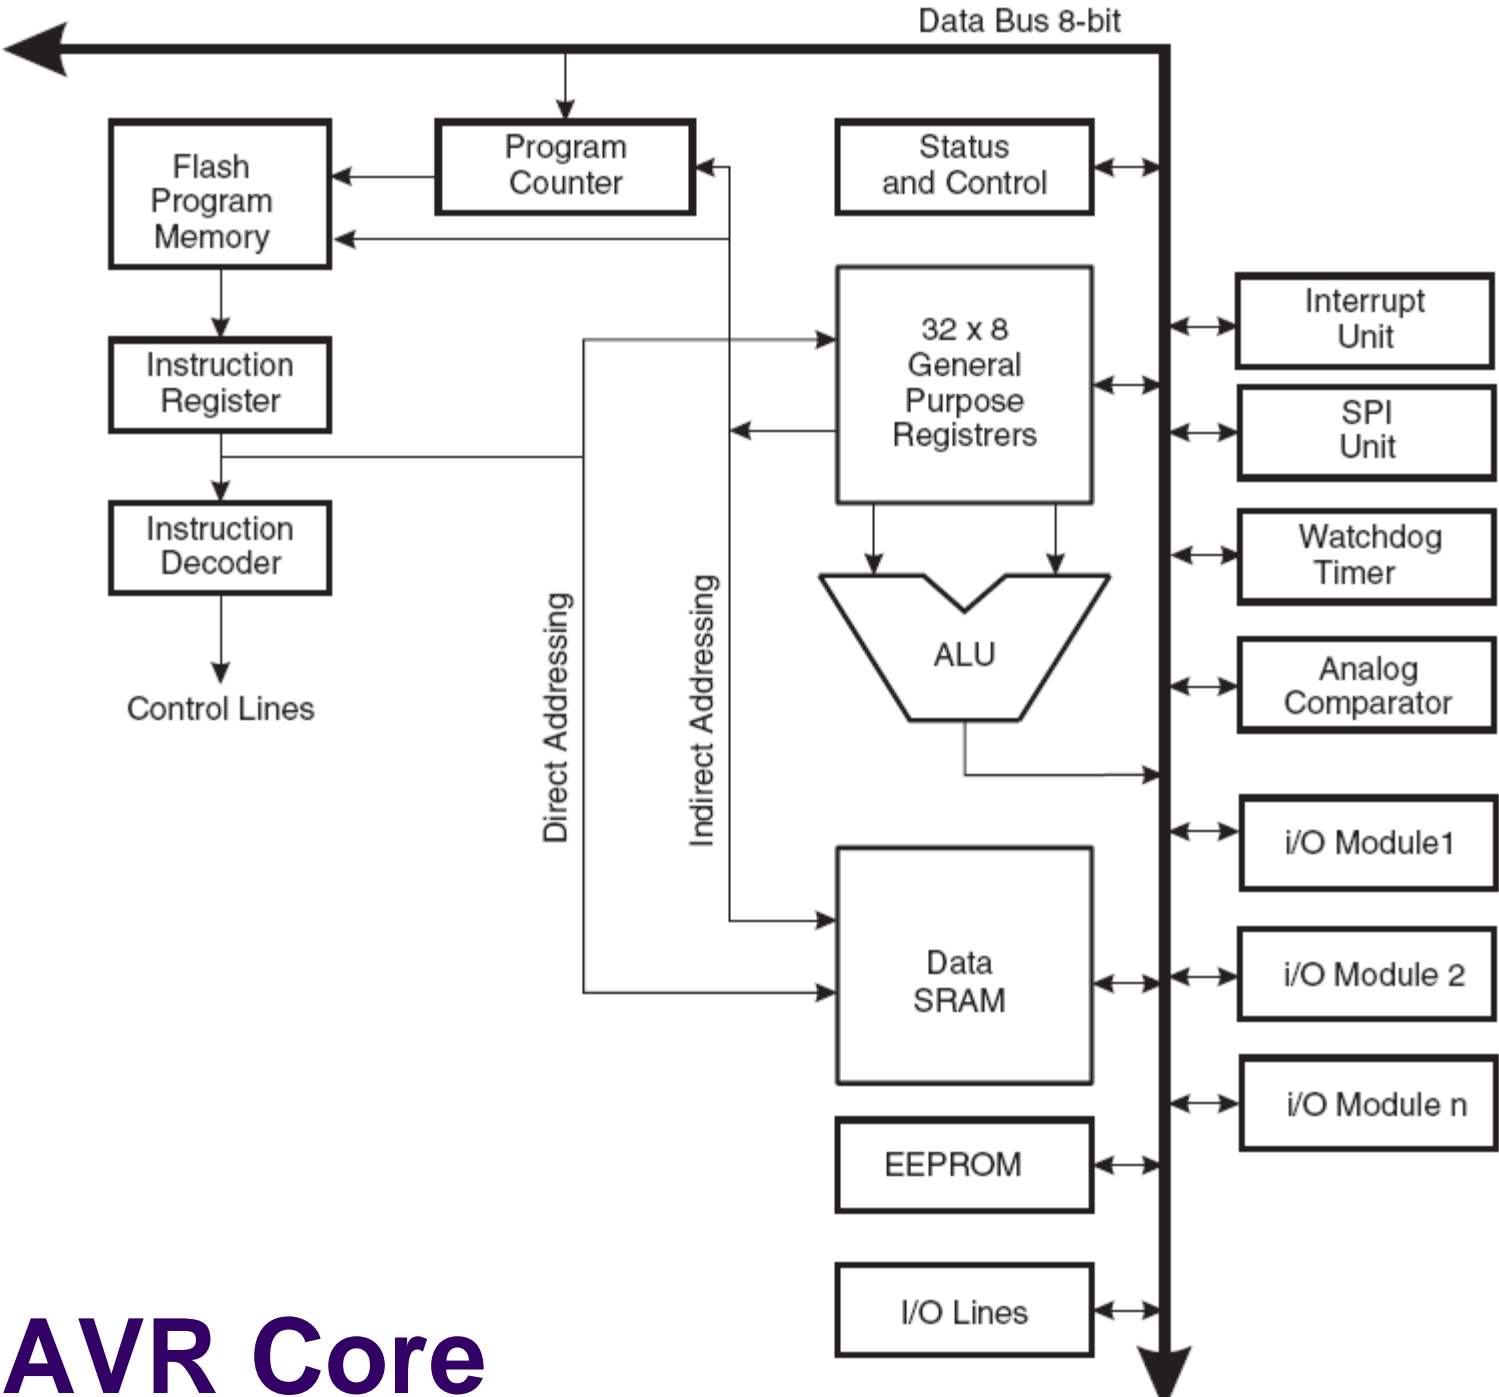 Data Bus 8-bit
Flash
Program
Memory
Program
Counter
Status
and Control
Instruction
Register
32 x 8
General
Purpose
Registrers
Interrupt
Unit
SPI
Unit
Instruction
Decoder
Watchdog
Timer
Control Lines
Direct Addressing
Indirect Addressing
ALU
Analog
Comparator
i/O Module1
Data
SRAM
i/O Module 2
i/O Module n
EEPROM
I/O Lines
AVR Core